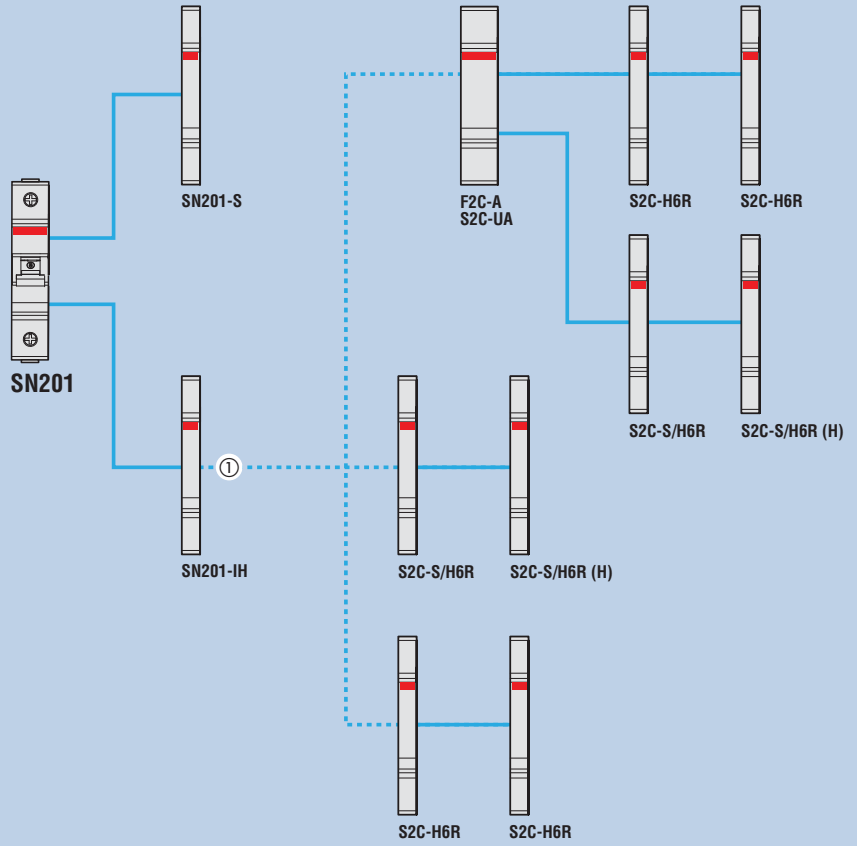 SN201-S
F2C-A
S2C-UA
S2C-H6R
S2C-H6R
SN201
S2C-S/H6R
S2C-S/H6R (H)
①
SN201-IH
S2C-S/H6R
S2C-S/H6R (H)
S2C-H6R
S2C-H6R